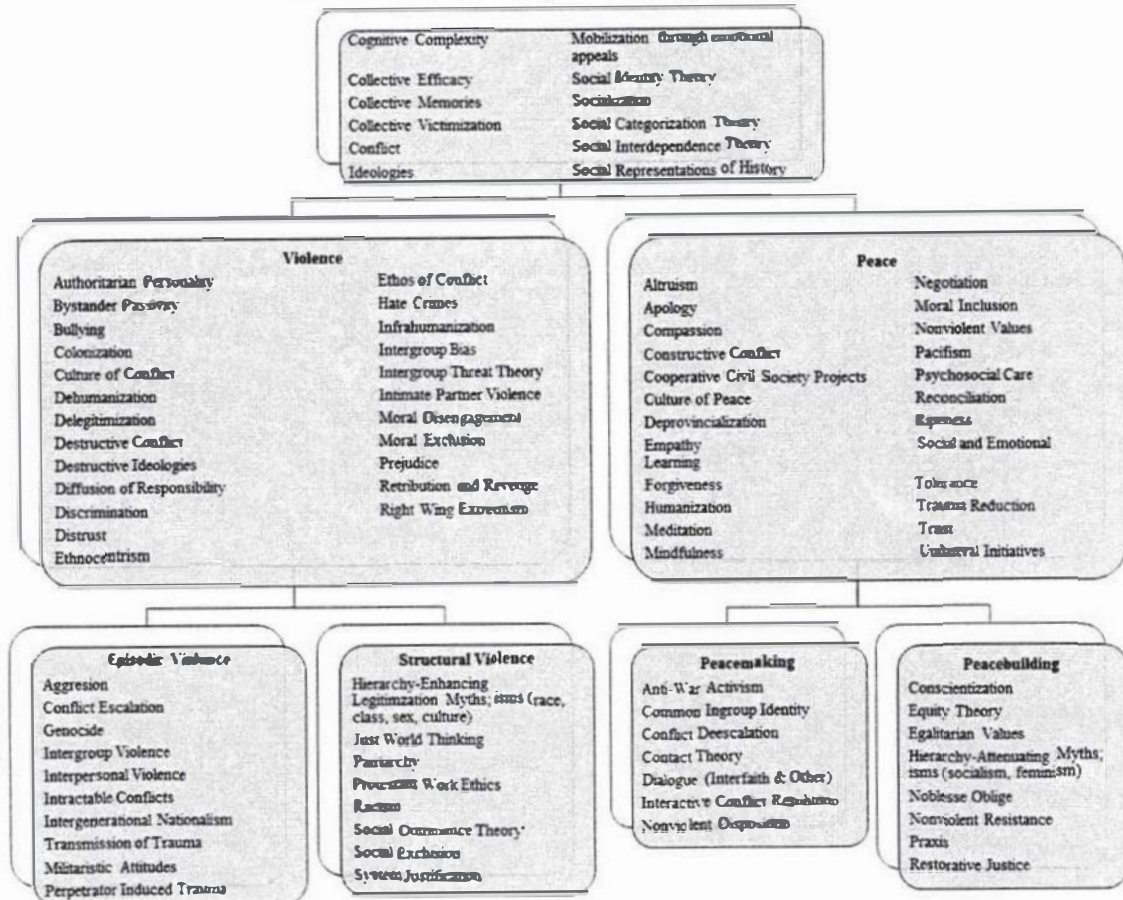 Cognitive Complexity
Collective Efficacy
Collective Memories
Collective Victimization
Conflict
Ideologies
Mobilization through emotional
appeals
Social Identity Theory
Socialization
Social Categorization Theory
Social Interdependence Theory
Social Representations of History
Violence
Authoritarian Personality
Bystander Passivity
Bullying
Colonization
Culture of Conflict
Dehumanization
Delegitimization
Destructive Conflict
Destructive Ideologies
Diffusion of Responsibility
Discrimination
Distrust
Ethnocentrism
Ethos of Conflict
Hate Crimes
Infrahumanization
Intergroup Bias
Intergroup Threat Theory
Intimate Partner Violence
Moral Disengagement
Moral Exclusion
Prejudice
Retribution and Revenge
Right Wing Extremism
Peace
Altruism
Apology
Compassion
Constructive Conflict
Cooperative Civil Society Projects
Culture of Peace
Deprovincialization
Empathy
Learning
Forgiveness
Humanization
Meditation
Mindfulness
Negotiation
Moral Inclusion
Nonviolent Values
Pacifism
Psychosocial Care
Reconciliation
Ripeness
Social and Emotional
Tolerance
Trauma Reduction
Trust
Unilateral Initiatives
Episodic Violence
Aggresion
Conflict Escalation
Genocide
Intergroup Violence
Interpersonal Violence
Intractable Conflicts
Intergenerational Nationalism
Transmission of Trauma
Militaristic Attitudes
Perpetrator Induced Trauma
Structural Violence
Hierarchy-Enhancing
Legitimzation Myths; isms (race,
class, sex, culture)
Just World Thinking
Patriarchy
Protestant Work Ethics
Racism
Social Dominance Theory
Social Exclusion
System Justification
Peacemaking
Anti-War Activism
Common Ingroup Identity
Conflict Deescalation
Contact Theory
Dialogue (Interfaith & Other)
Interactive Conflict Resolution
Nonviolent Disposition
Peacebuilding
Conscientization
Equity Theory
Egalitarian Values
Hierarchy-Attenuating Myths;
isms (socialism, feminism)
Noblesse Oblige
Nonviolent Resistance
Praxis
Restorative Justice